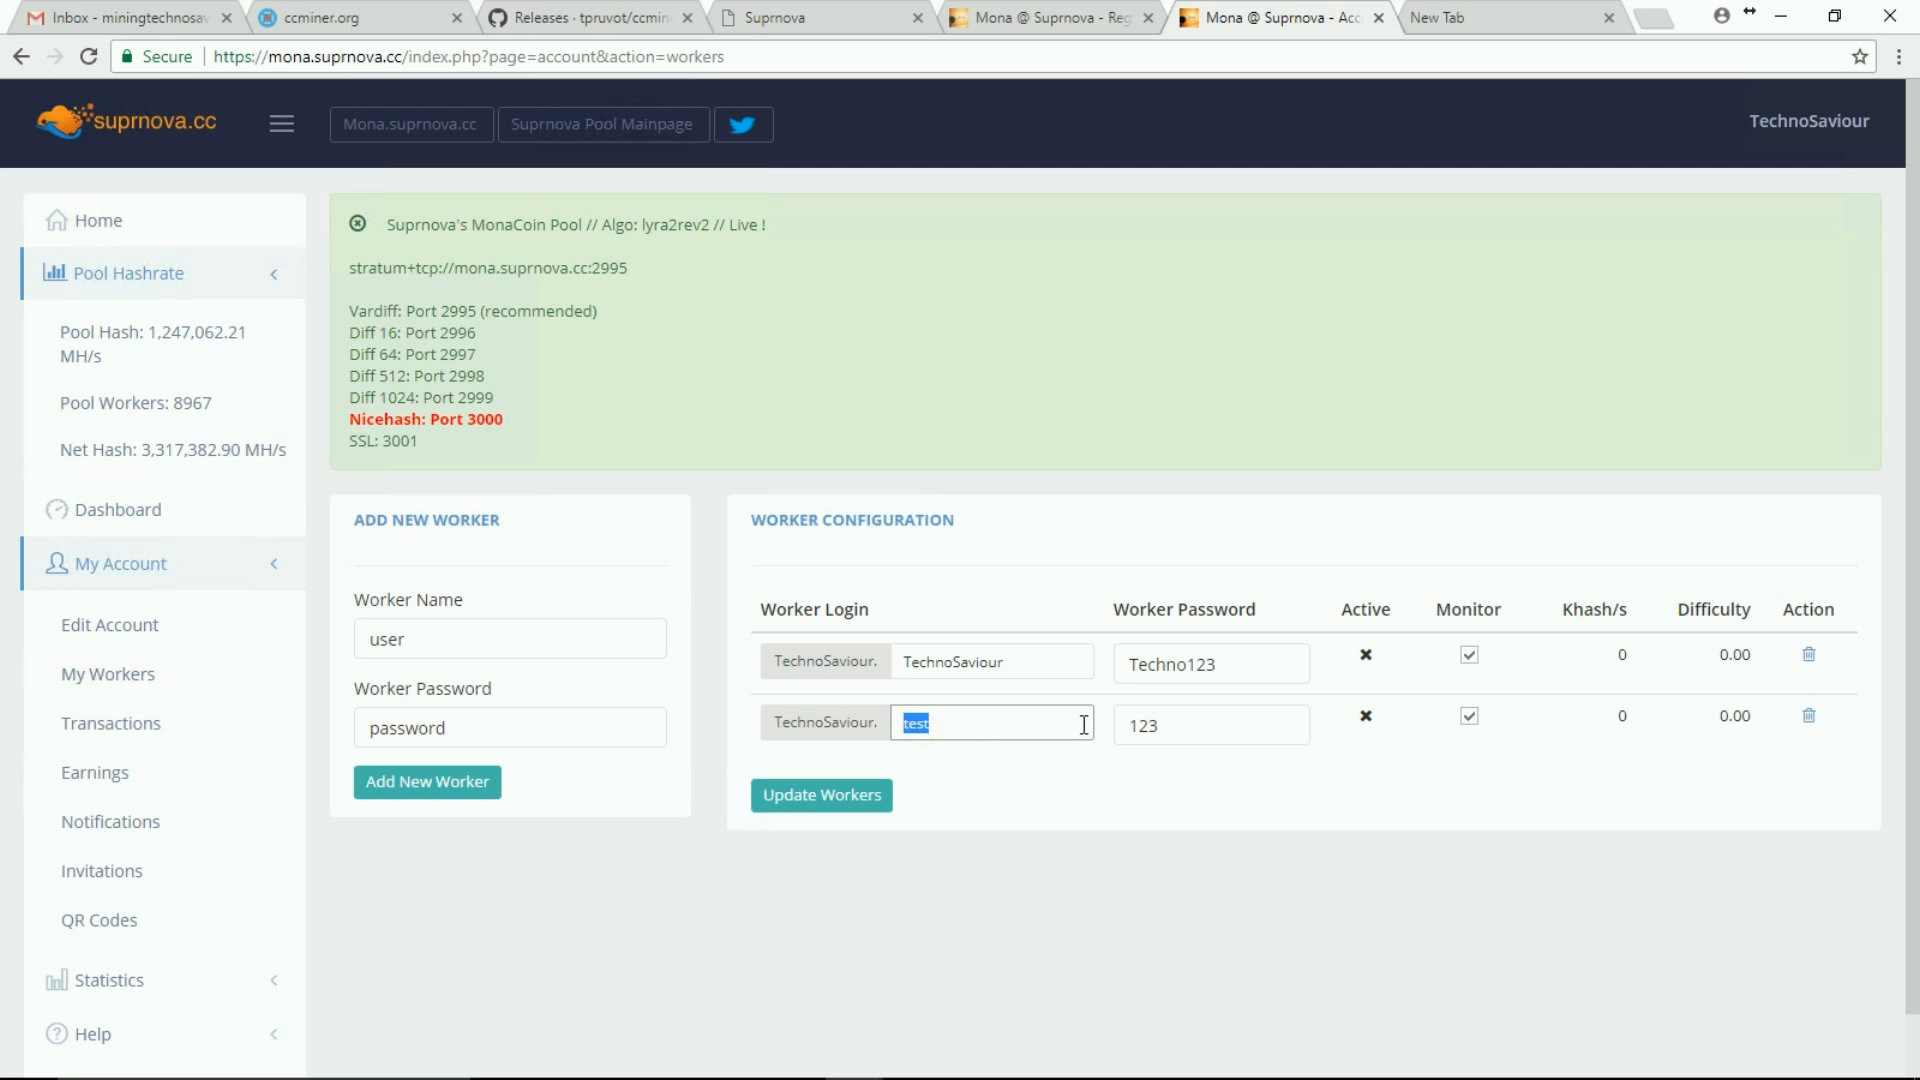 Inbox - miningtechnosav
ccminer.org
Releases · tpruvot/ccmin
Suprnova
Mona @ Suprnova - Reg
Mona @ Suprnova - Acc
New Tab
Secure
https://mona.suprnova.cc/index.php?page=account&action=workers
suprnova.cc
Mona.suprnova.cc
Suprnova Pool Mainpage
TechnoSaviour
Home
Pool Hashrate
Pool Hash: 1,247,062.21
MH/s
Pool Workers: 8967
Net Hash: 3,317,382.90 MH/s
Dashboard
My Account
Edit Account
My Workers
Transactions
Earnings
Notifications
Invitations
QR Codes
Statistics
Help
Suprnova's MonaCoin Pool // Algo: lyra2rev2 // Live !
stratum+tcp://mona.suprnova.cc:2995
Vardiff: Port 2995 (recommended)
Diff 16: Port 2996
Diff 64: Port 2997
Diff 512: Port 2998
Diff 1024: Port 2999
Nicehash: Port 3000
SSL: 3001
ADD NEW WORKER
Worker Name
user
Worker Password
password
Add New Worker
WORKER CONFIGURATION
Worker Login Worker Password Active Monitor Khash/s Difficulty Action
TechnoSaviour. TechnoSaviour Techno123 0 0.00
TechnoSaviour. test 123 0 0.00
Update Workers